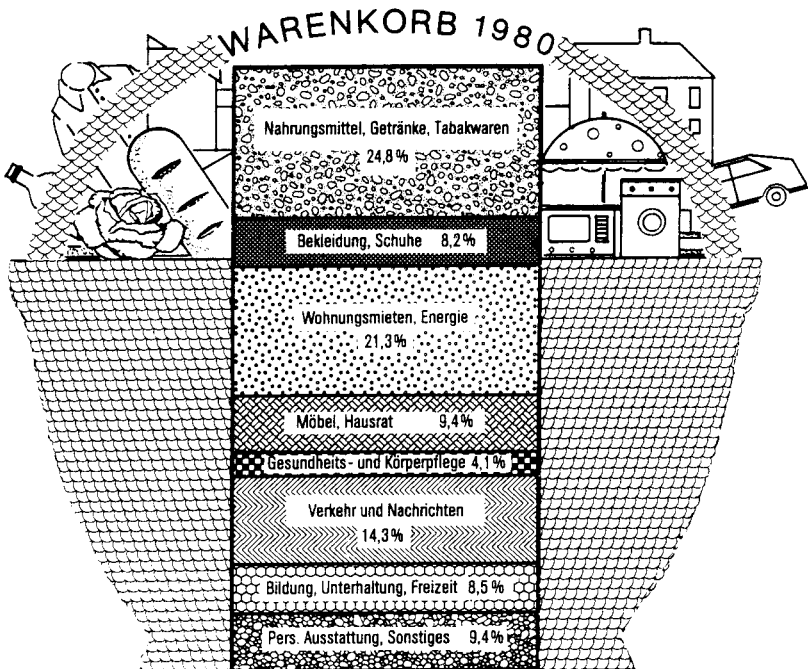 WARENKORB 1980
Nahrungsmittel, Getränke, Tabakwaren
24,8%
Bekleidung, Schuhe 8,2%
Wohnungsmieten, Energie
21,3%
Möbel, Hausrat 9,4%
Gesundheits- und Körperpflege 4,1%
Verkehr und Nachrichten
14,3%
Bildung, Unterhaltung, Freizeit 8,5%
Pers. Ausstattung, Sonstiges 9,4%